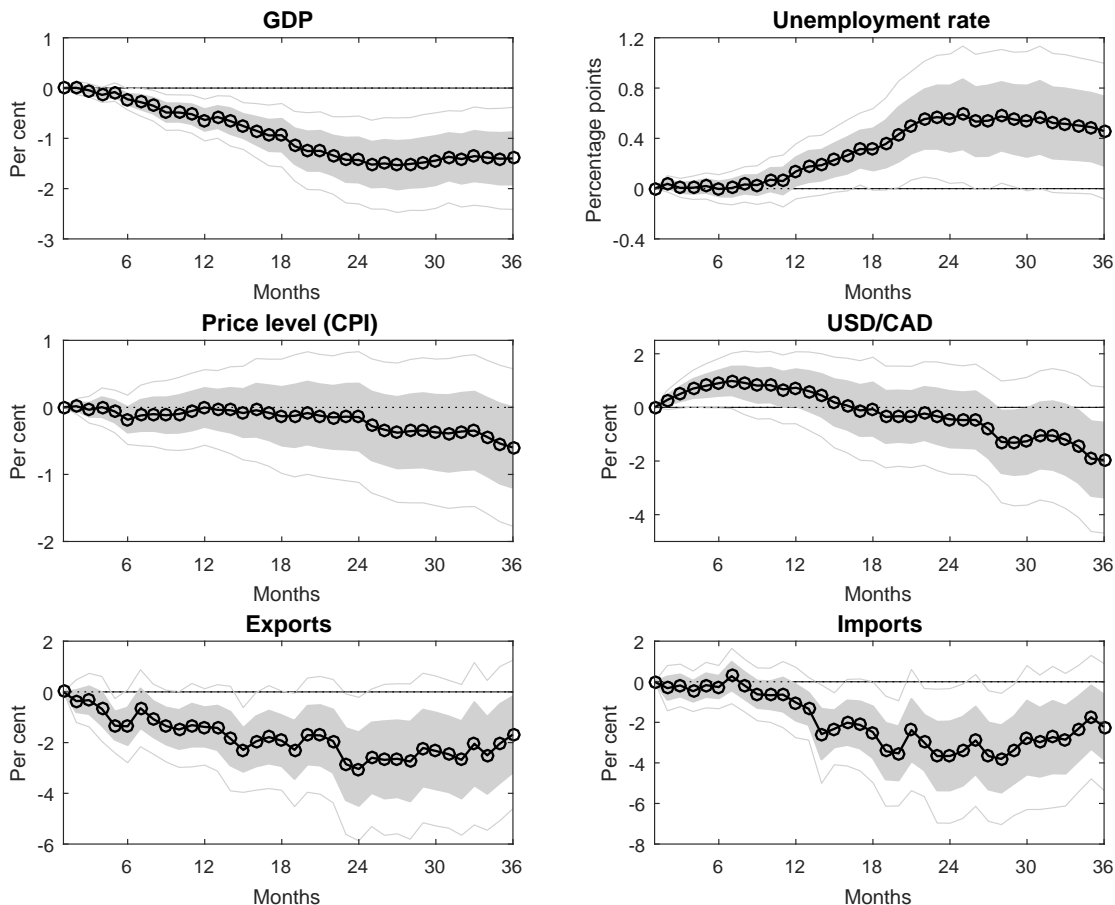 GDP
1
0
-1
-2
-3
Per cent
6 12 18 24 30 36
Months
Unemployment rate
1.2
0.8
0.4
0
-0.4
Percentage points
6 12 18 24 30 36
Months
Price level (CPI)
1
0
-1
-2
Per cent
6 12 18 24 30 36
Months
USD/CAD
2
0
-2
-4
Per cent
6 12 18 24 30 36
Months
Exports
2
0
-2
-4
-6
Per cent
6 12 18 24 30 36
Months
Imports
2
0
-2
-4
-6
-8
Per cent
6 12 18 24 30 36
Months